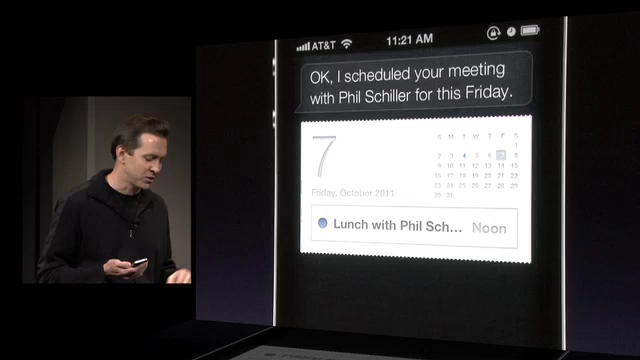 AT&T 11:21 AM
OK, I scheduled your meeting
with Phil Schiller for this Friday.
7
S M T W T F S
1
2 3 4 5 6 7 8
9 10 11 12 13 14 15
16 17 18 19 20 21 22
23 24 25 26 27 28 29
30 31
Friday, October 2011
Lunch with Phil Sch... Noon